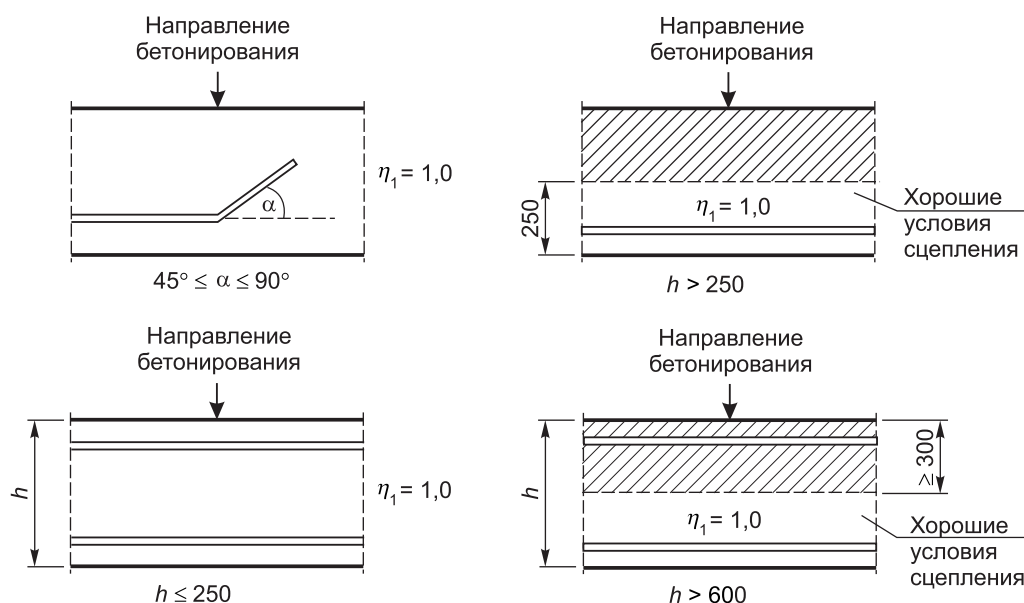 Направление
бетонирования
η₁ = 1,0
α
45° ≤ α ≤ 90°
Направление
бетонирования
250
η₁ = 1,0
Хорошие
условия
сцепления
h > 250
Направление
бетонирования
h
η₁ = 1,0
h ≤ 250
Направление
бетонирования
h
≥ 300
η₁ = 1,0
Хорошие
условия
сцепления
h > 600